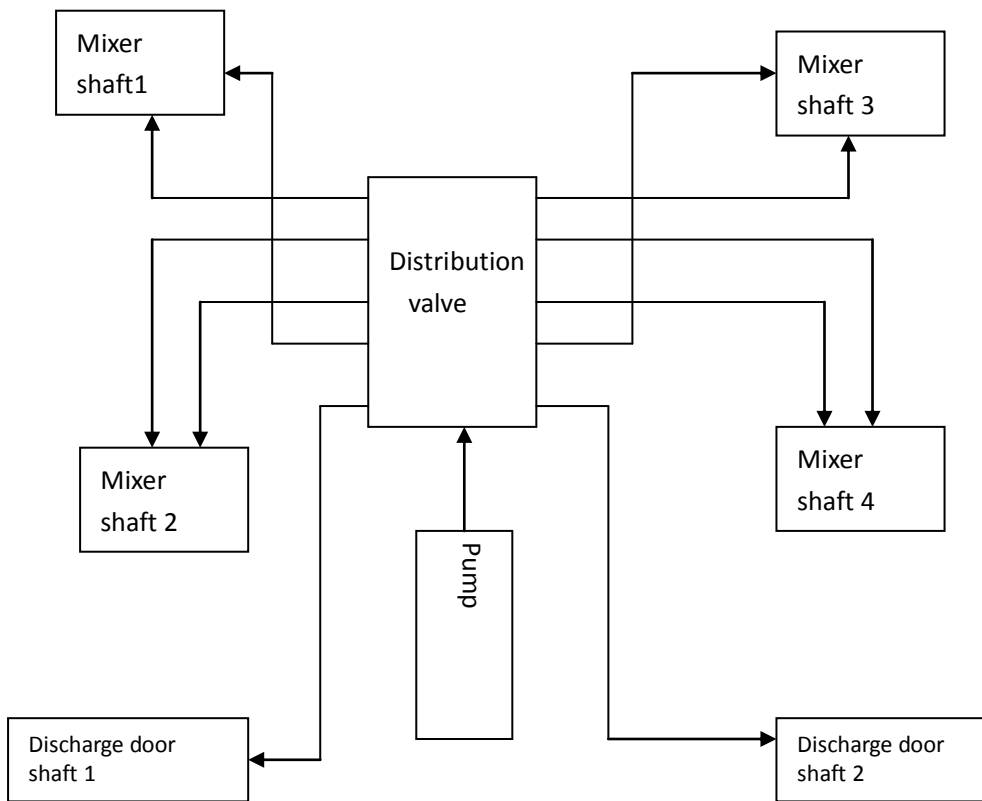 Mixer
shaft1
Mixer
shaft 3
Distribution
valve
Mixer
shaft 2
Mixer
shaft 4
Pump
Discharge door
shaft 1
Discharge door
shaft 2